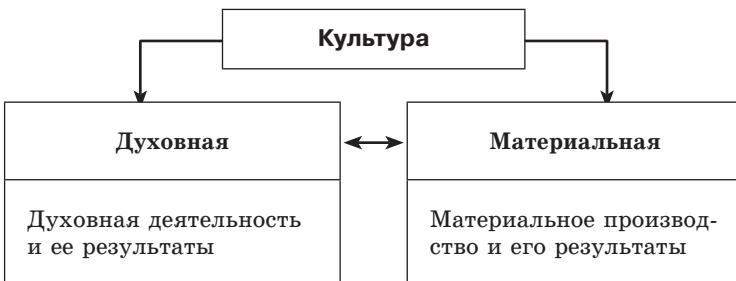 Культура
Духовная
Материальная
Духовная деятельность
и ее результаты
Материальное производ-
ство и его результаты